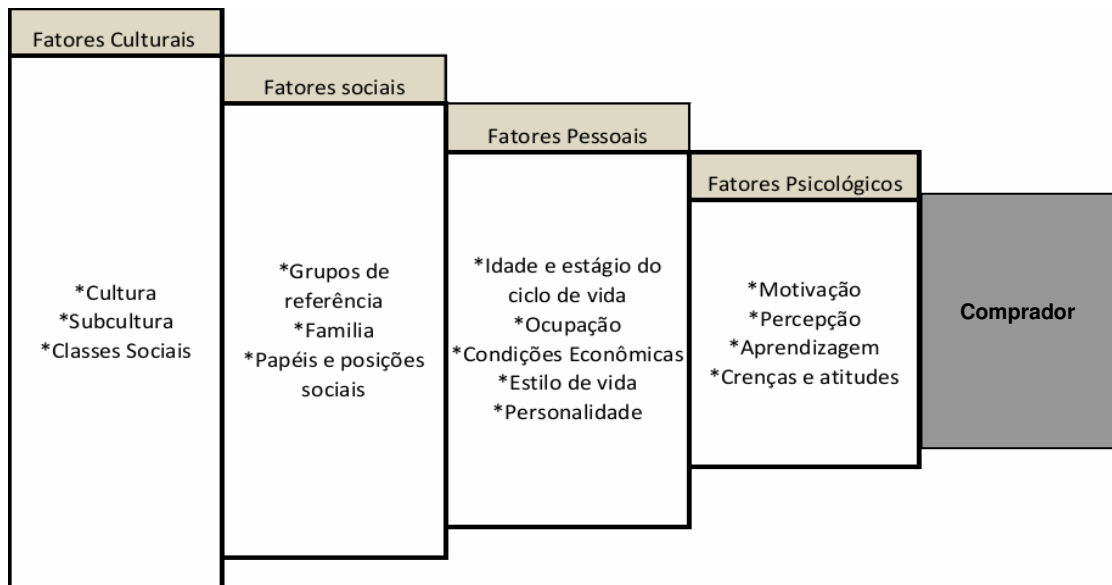 Fatores Culturais
*Cultura
*Subcultura
*Classes Sociais
Fatores sociais
*Grupos de
referência
*Familia
*Papéis e posições
sociais
Fatores Pessoais
*Idade e estágio do
ciclo de vida
*Ocupação
*Condições Econômicas
*Estilo de vida
*Personalidade
Fatores Psicológicos
*Motivação
*Percepção
*Aprendizagem
*Crenças e atitudes
Comprador